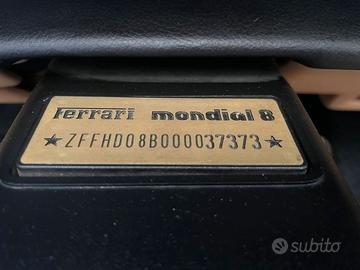 Ferrari mondial 8
★ZFFHD08B000037373★
subito